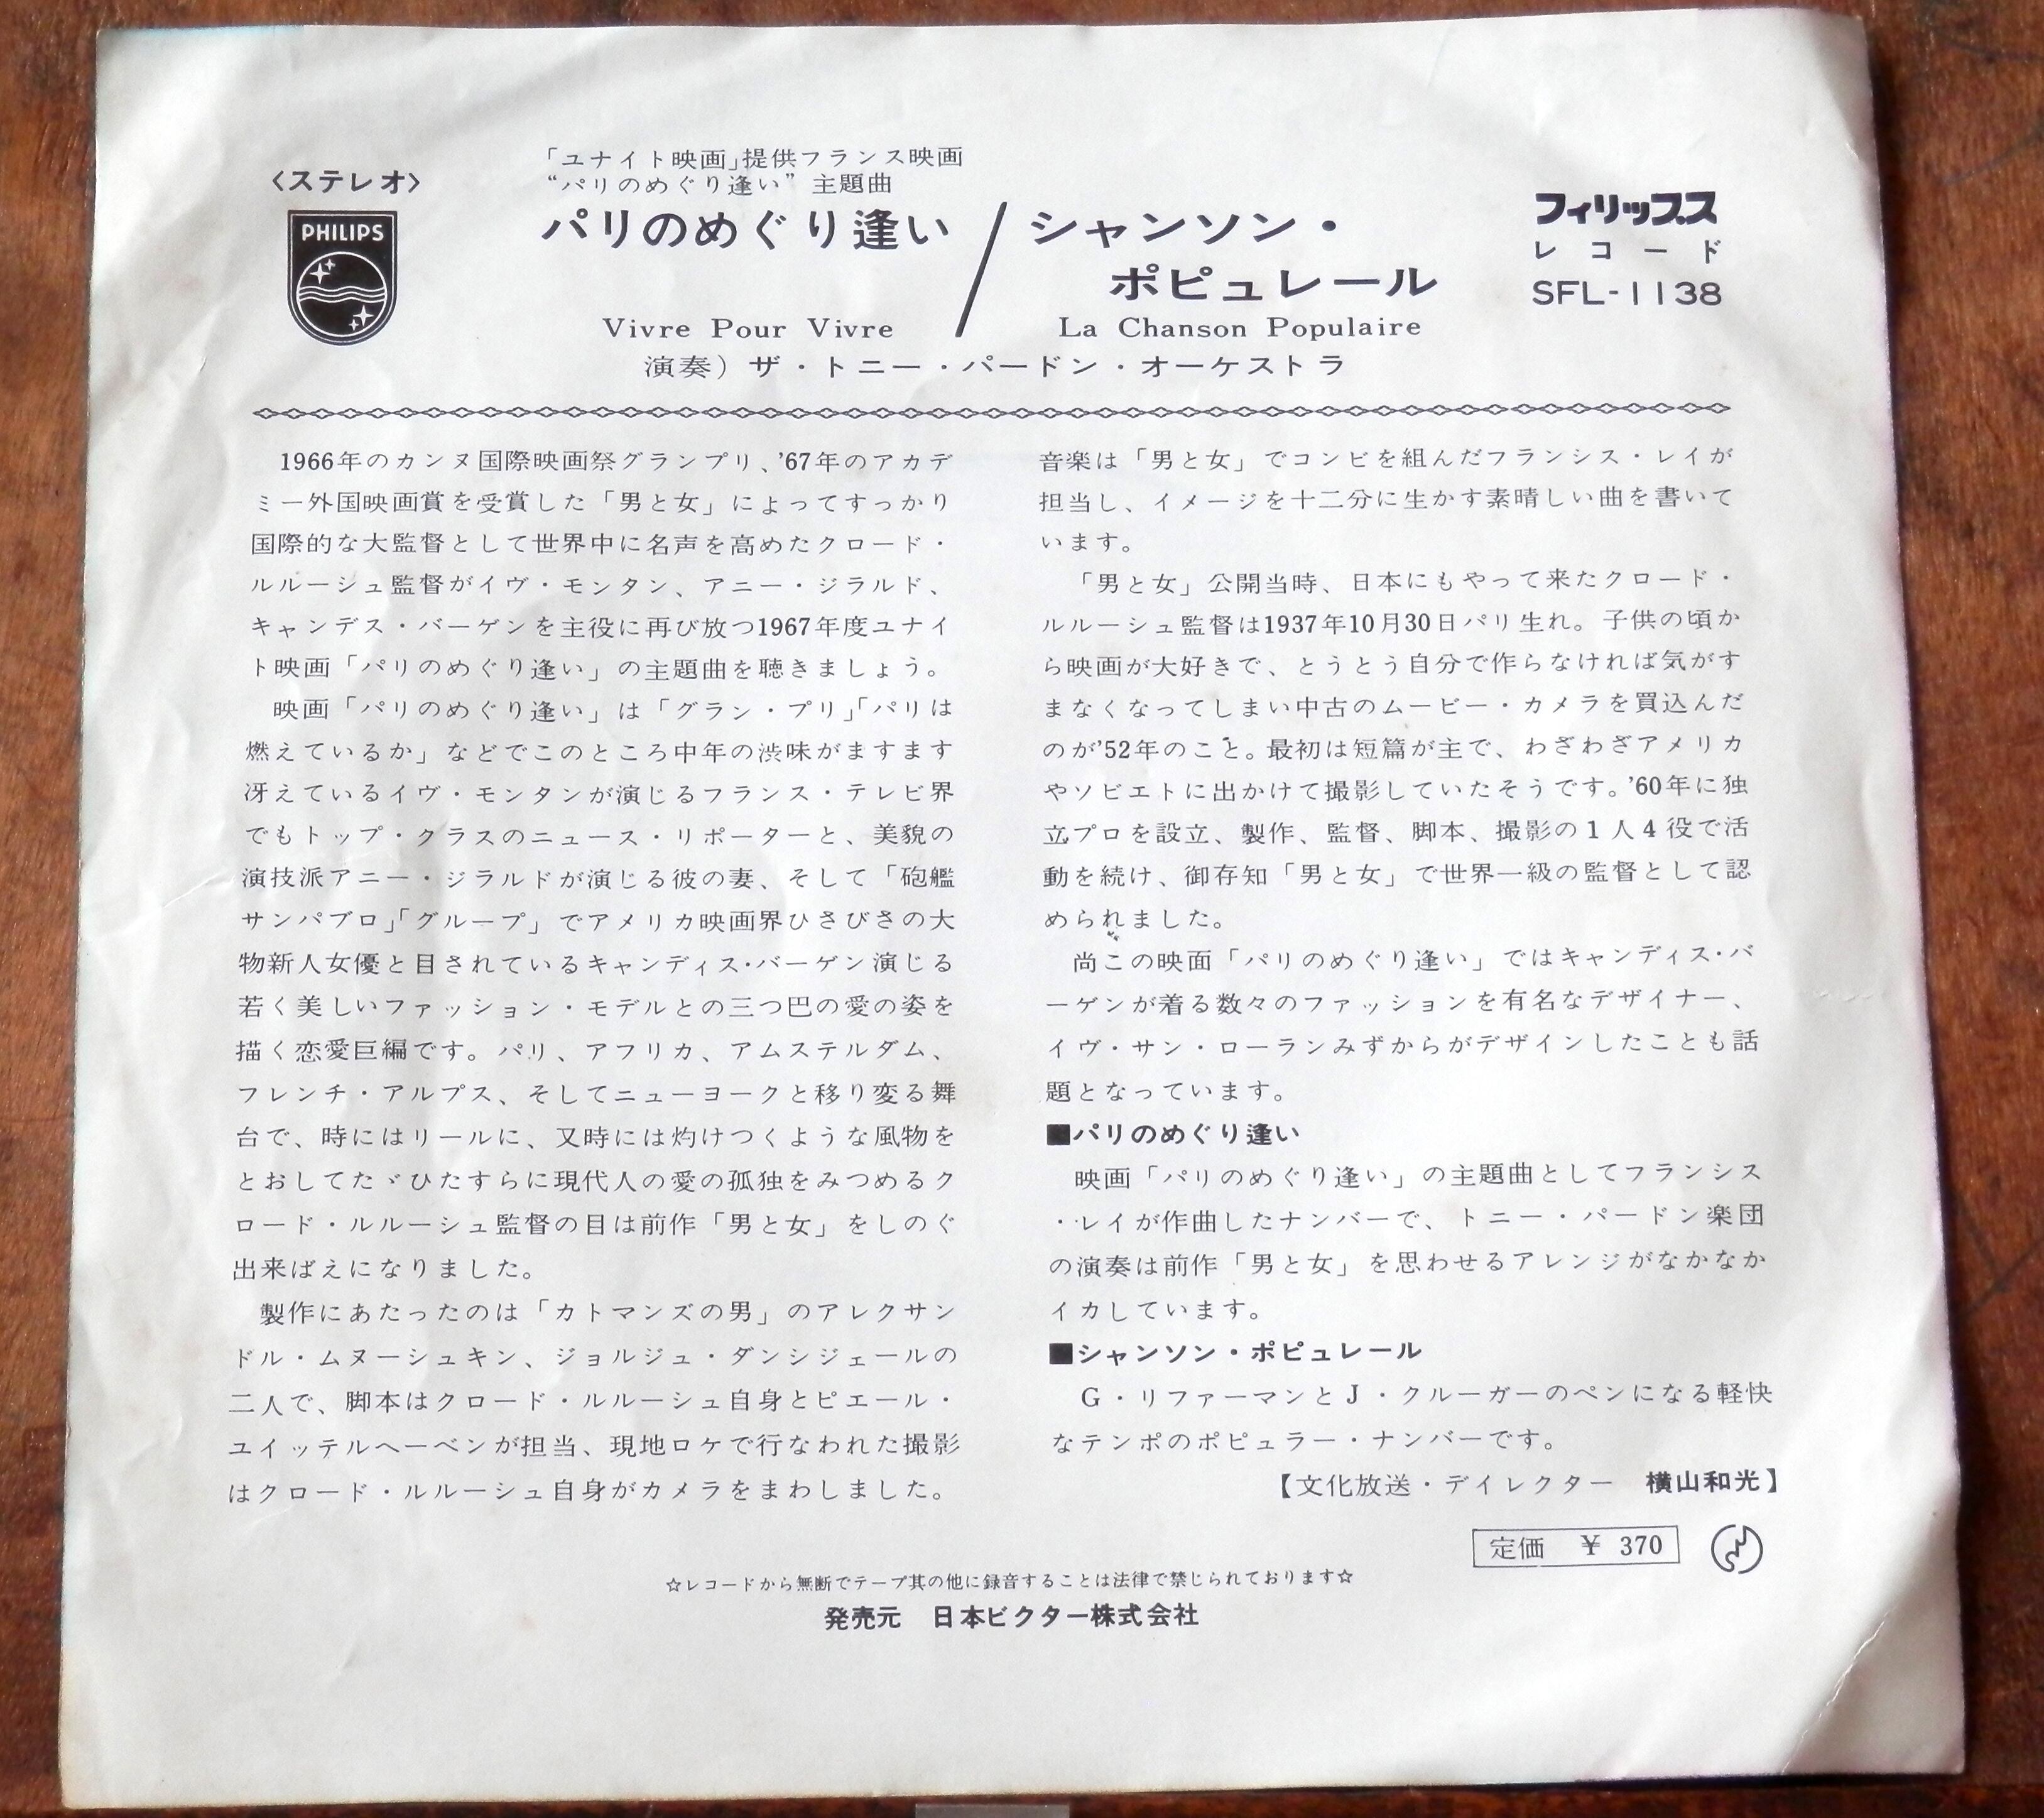 〈ステレオ〉
PHILIPS
「ユナイト映画」提供フランス映画
“パリのめぐり逢い” 主題曲
パリのめぐり逢い／シャンソン・
ポピュレール
Vivre Pour Vivre
La Chanson Populaire
演奏）ザ・トニー・パードン・オーケストラ
フィリップス
レコード
SFL-1138
1966年のカンヌ国際映画祭グランプリ、'67年のアカデ
ミー外国映画賞を受賞した「男と女」によってすっかり
国際的な大監督として世界中に名声を高めたクロード・
ルルーシュ監督がイヴ・モンタン、アニー・ジラルド、
キャンデス・バーゲンを主役に再び放つ1967年度ユナイ
ト映画「パリのめぐり逢い」の主題曲を聴きましょう。
映画「パリのめぐり逢い」は「グラン・プリ」「パリは
燃えているか」などでこのところ中年の渋味がますます
冴えているイヴ・モンタンが演じるフランス・テレビ界
でもトップ・クラスのニュース・リポーターと、美貌の
演技派アニー・ジラルドが演じる彼の妻、そして「砲艦
サンパブロ」「グループ」でアメリカ映画界ひさびさの大
物新人女優と目されているキャンディス・バーゲン演じる
若く美しいファッション・モデルとの三つ巴の愛の姿を
描く恋愛巨編です。パリ、アフリカ、アムステルダム、
フレンチ・アルプス、そしてニューヨークと移り変る舞
台で、時にはリールに、又時には灼けつくような風物を
とおしてたゞひたすらに現代人の愛の孤独をみつめるク
ロード・ルルーシュ監督の目は前作「男と女」をしのぐ
出来ばえになりました。
製作にあたったのは「カトマンズの男」のアレクサン
ドル・ムヌーシュキン、ジョルジュ・ダンシジェールの
二人で、脚本はクロード・ルルーシュ自身とピエール・
ユイッテルヘーベンが担当、現地ロケで行なわれた撮影
はクロード・ルルーシュ自身がカメラをまわしました。
音楽は「男と女」でコンビを組んだフランシス・レイが
担当し、イメージを十二分に生かす素晴しい曲を書いて
います。
「男と女」公開当時、日本にもやって来たクロード・
ルルーシュ監督は1937年10月30日パリ生れ。子供の頃か
ら映画が大好きで、とうとう自分で作らなければ気がす
まなくなってしまい中古のムービー・カメラを買込んだ
のが'52年のこと。最初は短篇が主で、わざわざアメリカ
やソビエトに出かけて撮影していたそうです。'60年に独
立プロを設立、製作、監督、脚本、撮影の1人4役で活
動を続け、御存知「男と女」で世界一級の監督として認
められました。
尚この映面「パリのめぐり逢い」ではキャンディス・バ
ーゲンが着る数々のファッションを有名なデザイナー、
イヴ・サン・ローランみずからがデザインしたことも話
題となっています。
■パリのめぐり逢い
映画「パリのめぐり逢い」の主題曲としてフランシス
・レイが作曲したナンバーで、トニー・パードン楽団
の演奏は前作「男と女」を思わせるアレンジがなかなか
イカしています。
■シャンソン・ポピュレール
G・リファーマンとJ・クルーガーのペンになる軽快
なテンポのポピュラー・ナンバーです。
【文化放送・デイレクター 横山和光】
定価 ¥ 370
☆レコードから無断でテープ其の他に録音することは法律で禁じられております☆
発売元 日本ビクター株式会社